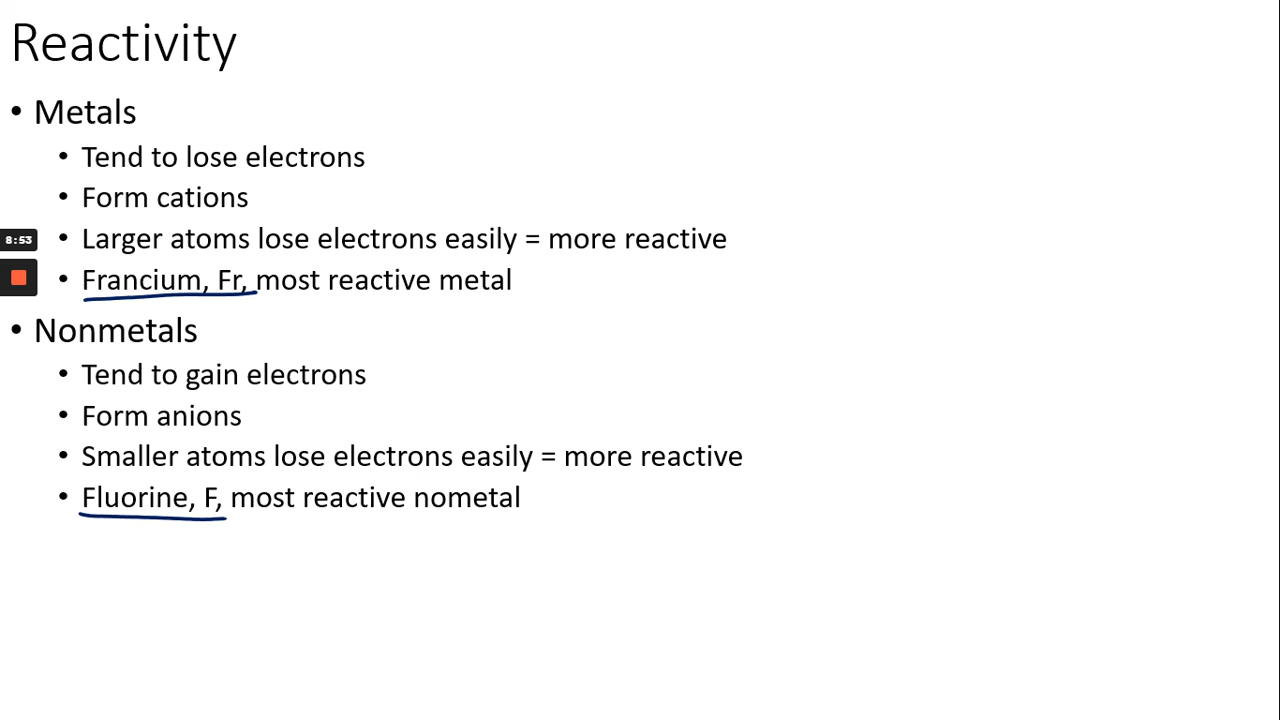 Reactivity
• Metals
• Tend to lose electrons
• Form cations
8:53
• Larger atoms lose electrons easily = more reactive
• Francium, Fr, most reactive metal
• Nonmetals
• Tend to gain electrons
• Form anions
• Smaller atoms lose electrons easily = more reactive
• Fluorine, F, most reactive nometal